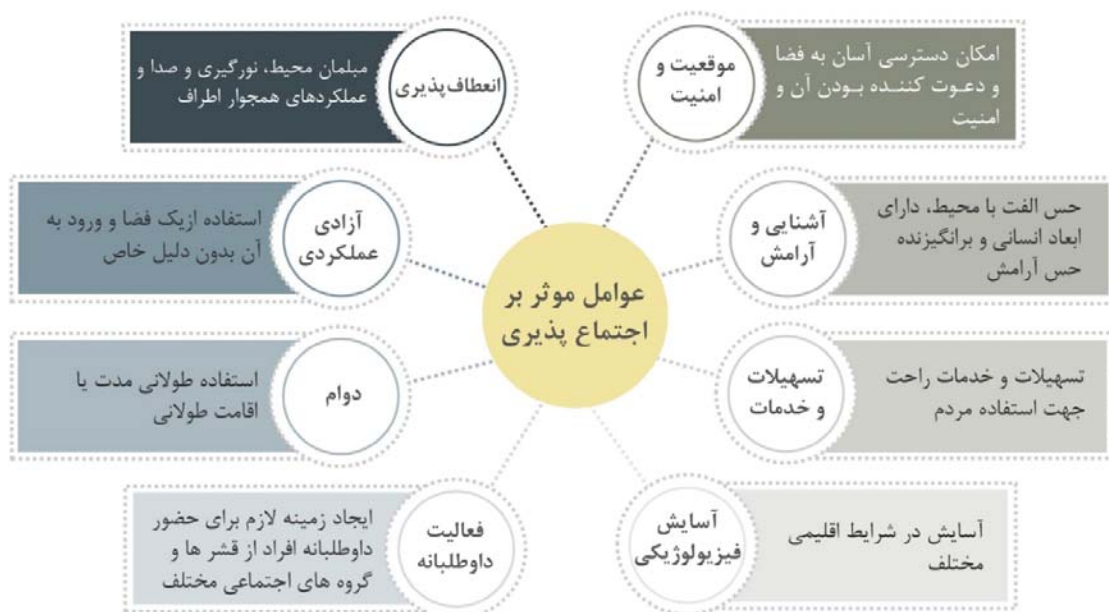 عوامل موثر بر
اجتماع پذیری
موقعیت و
امنیت
امکان دسترسی آسان به فضا
و دعوت کننده بودن آن و
امنیت
آشنایی و
آرامش
حس الفت با محیط، دارای
ابعاد انسانی و برانگیزنده
حس آرامش
تسهیلات
و خدمات
تسهیلات و خدمات راحت
جهت استفاده مردم
آسایش
فیزیولوژیکی
آسایش در شرایط اقلیمی
مختلف
انعطاف‌پذیری
مبلمان محیط، نورگیری و صدا و
عملکردهای همجوار اطراف
آزادی
عملکردی
استفاده ازیک فضا و ورود به
آن بدون دلیل خاص
دوام
استفاده طولانی مدت یا
اقامت طولانی
فعالیت
داوطلبانه
ایجاد زمینه لازم برای حضور
داوطلبانه افراد از قشر ها و
گروه های اجتماعی مختلف